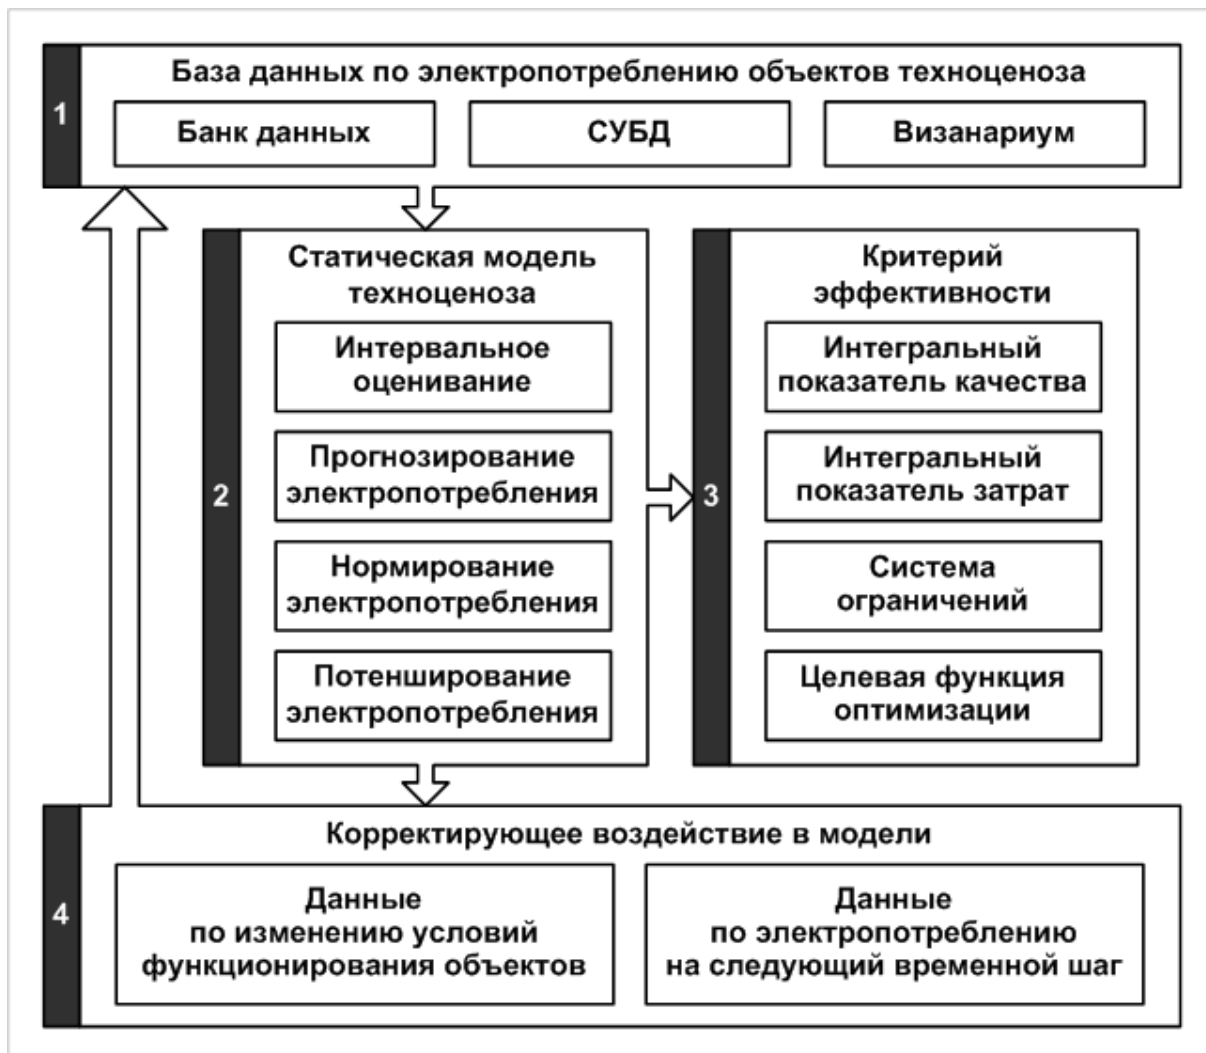 1
База данных по электропотреблению объектов техноценоза
Банк данных
СУБД
Визанариум
2
Статическая модель
техноценоза
Интервальное
оценивание
Прогнозирование
электропотребления
Нормирование
электропотребления
Потенширование
электропотребления
3
Критерий
эффективности
Интегральный
показатель качества
Интегральный
показатель затрат
Система
ограничений
Целевая функция
оптимизации
4
Корректирующее воздействие в модели
Данные
по изменению условий
функционирования объектов
Данные
по электропотреблению
на следующий временной шаг